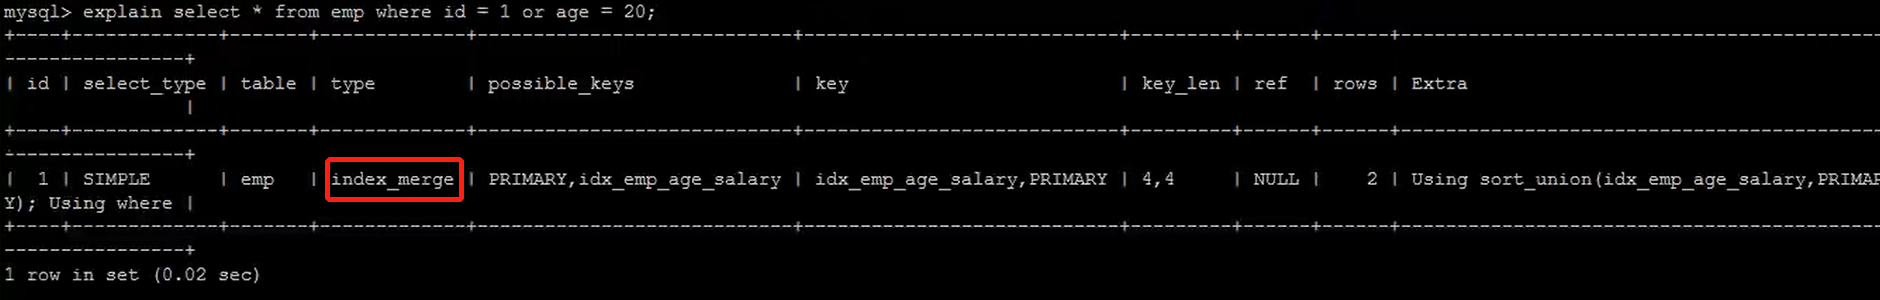 mysql> explain select * from emp where id = 1 or age = 20;
+----+-------------+-------+-------------+----------------------------+----------------------------+---------+------+------+-----------------------------------------
----------------+
| id | select_type | table | type | possible_keys | key | key_len | ref | rows | Extra
|
+----+-------------+-------+-------------+----------------------------+----------------------------+---------+------+------+-----------------------------------------
----------------+
| 1 | SIMPLE | emp | index_merge | PRIMARY,idx_emp_age_salary | idx_emp_age_salary,PRIMARY | 4,4 | NULL | 2 | Using sort_union(idx_emp_age_salary,PRIMAR
Y); Using where |
+----+-------------+-------+-------------+----------------------------+----------------------------+---------+------+------+-----------------------------------------
----------------+
1 row in set (0.02 sec)